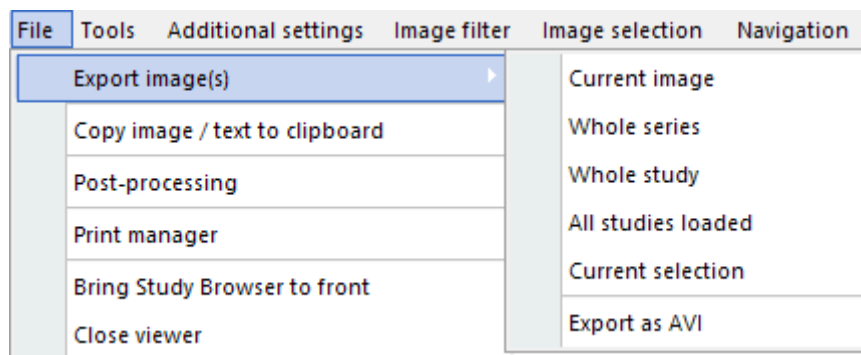 File Tools Additional settings Image filter Image selection Navigation
Export image(s)
Copy image / text to clipboard
Post-processing
Print manager
Bring Study Browser to front
Close viewer
Current image
Whole series
Whole study
All studies loaded
Current selection
Export as AVI